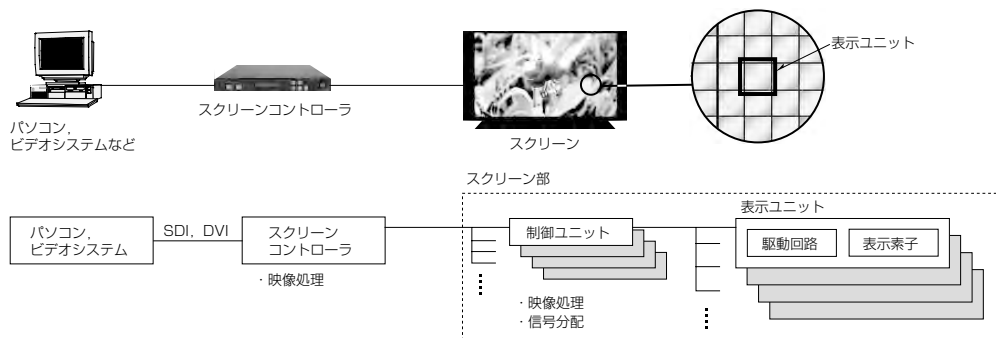 表示ユニット
スクリーンコントローラ
パソコン,
ビデオシステムなど
スクリーン
スクリーン部
表示ユニット
パソコン,
ビデオシステム
SDI, DVI
スクリーン
コントローラ
制御ユニット
駆動回路
表示素子
・映像処理
・映像処理
・信号分配